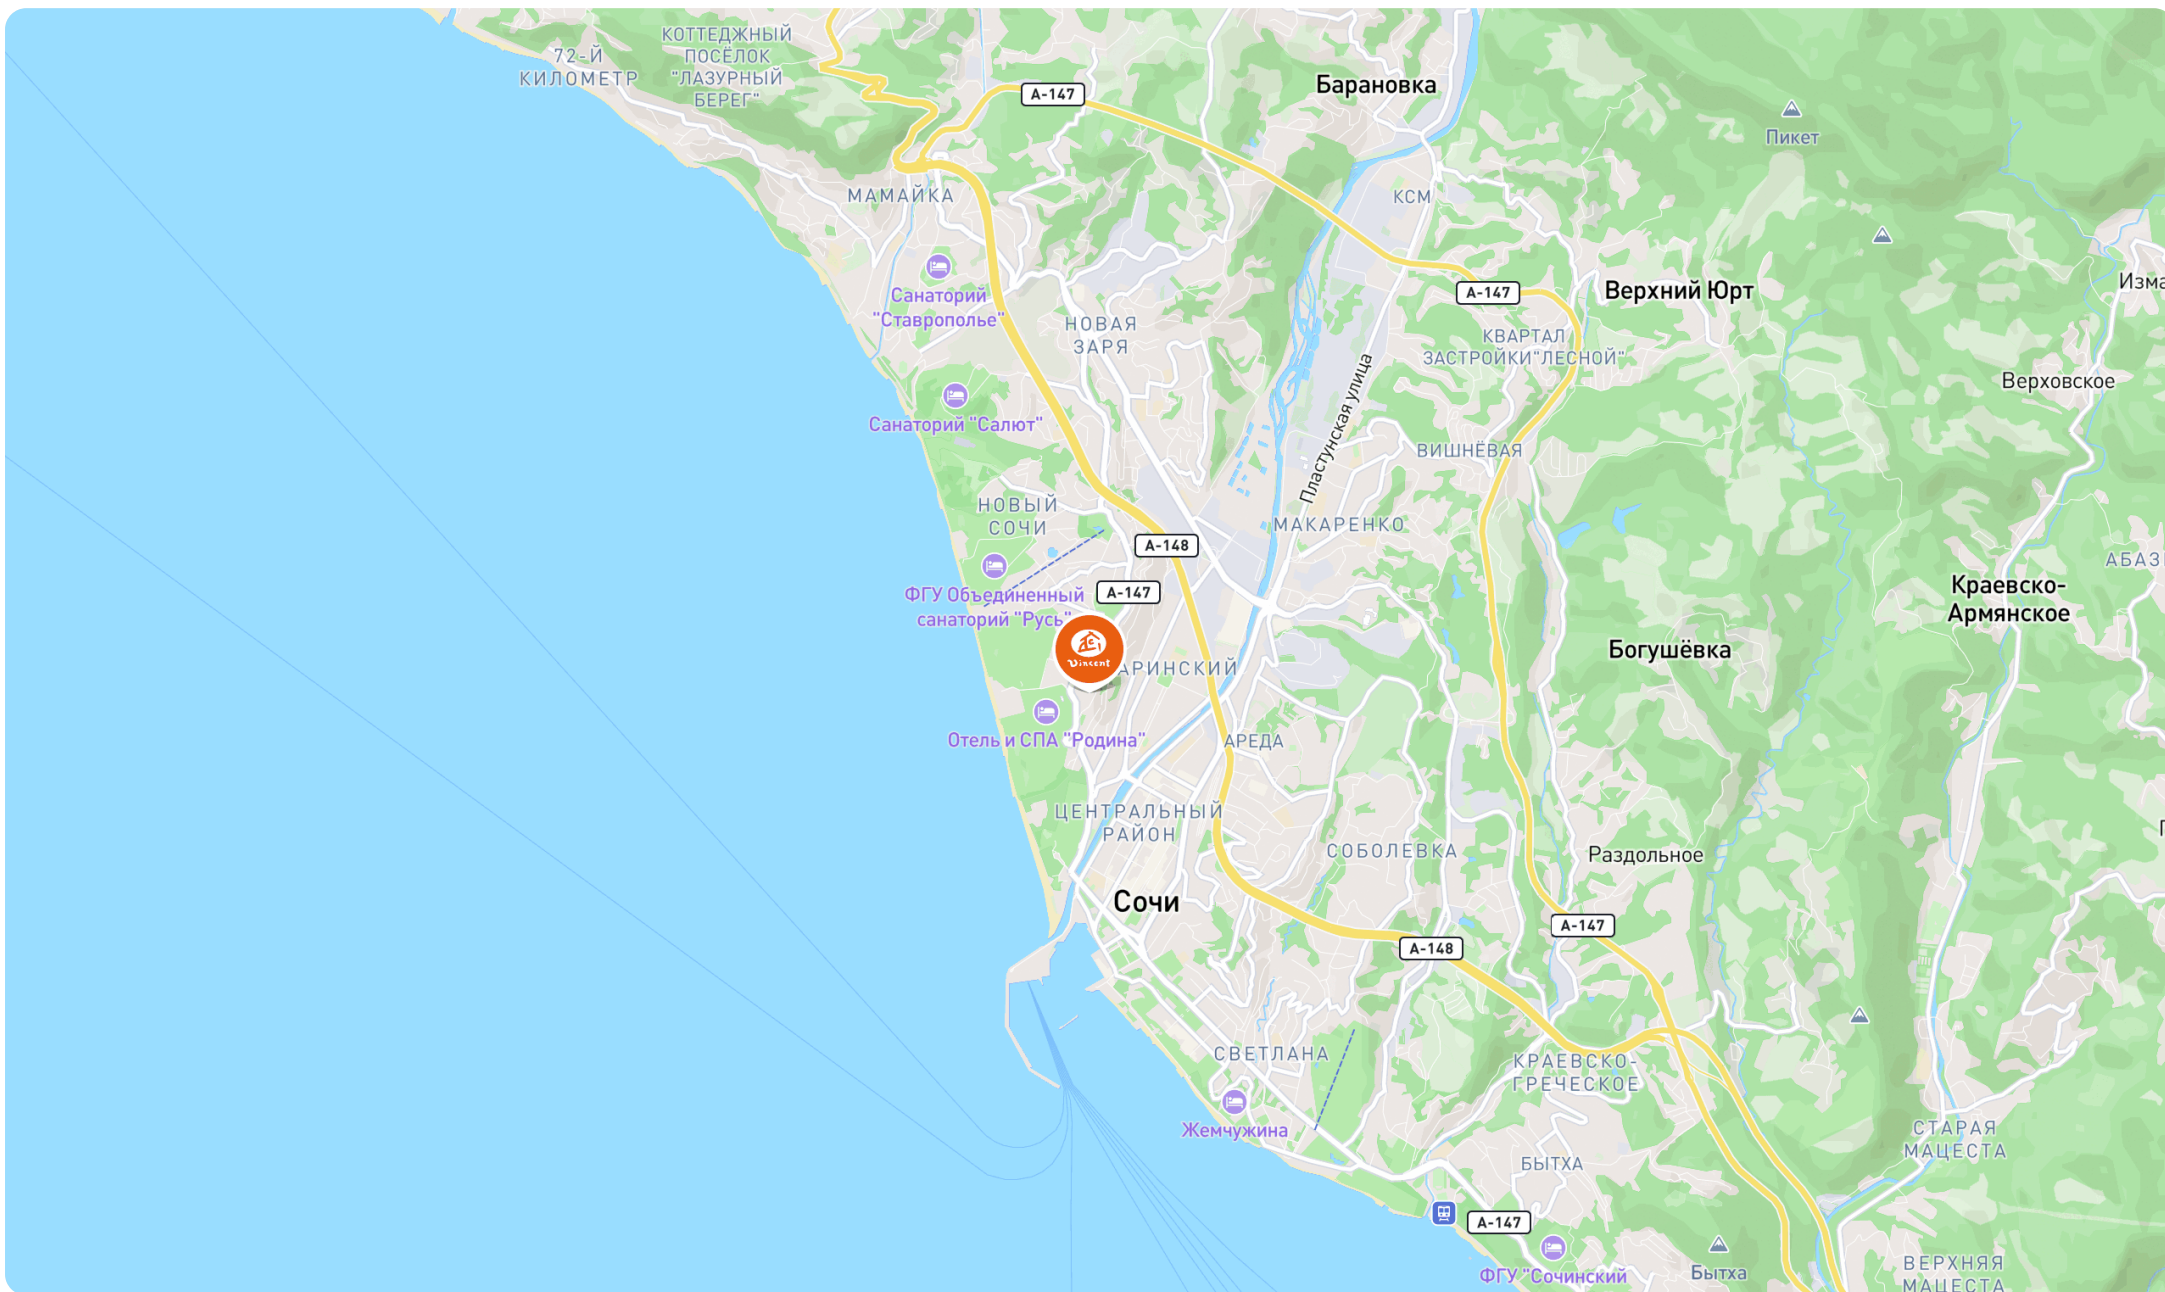 72-Й
КИЛОМЕТР
КОТТЕДЖНЫЙ
ПОСЁЛОК
"ЛАЗУРНЫЙ
БЕРЕГ"
А-147
Барановка
Пикет
МАМАЙКА
КСМ
Санаторий
"Ставрополье"
НОВАЯ
ЗАРЯ
А-147
Верхний Юрт
Изма
КВАРТАЛ
ЗАСТРОЙКИ"ЛЕСНОЙ"
Верховское
Санаторий "Салют"
Пластунская улица
ВИШНЁВАЯ
НОВЫЙ
СОЧИ
МАКАРЕНКО
А-148
АБАЗ
А-147
ФГУ Объединенный
санаторий "Русь"
Краевско-
Армянское
Vincent
АРИНСКИЙ
Богушёвка
Отель и СПА "Родина"
АРЕДА
ЦЕНТРАЛЬНЫЙ
РАЙОН
СОБОЛЕВКА
Раздольное
Сочи
А-147
А-148
СВЕТЛАНА
КРАЕВСКО-
ГРЕЧЕСКОЕ
Жемчужина
СТАРАЯ
МАЦЕСТА
БЫТХА
А-147
ФГУ "Сочинский
Бытха
ВЕРХНЯЯ
МАЦЕСТА